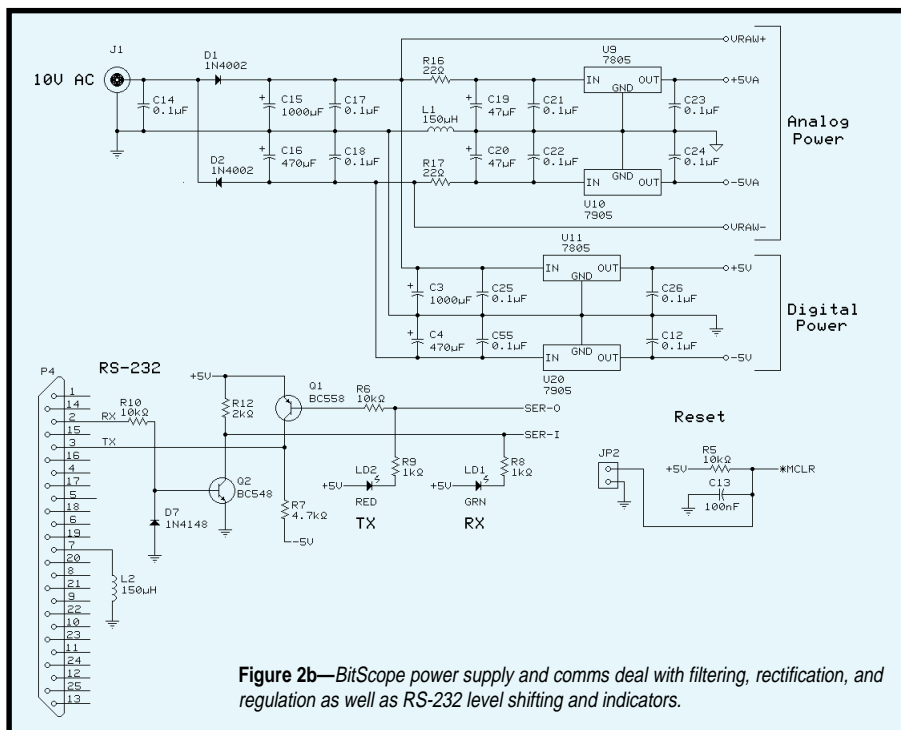 J1
10V AC
D1
1N4002
C14
0.1µF
D2
1N4002
C15
1000µF
C17
0.1µF
C16
470µF
C18
0.1µF
R16
22Ω
L1
150µH
R17
22Ω
C19
47µF
C21
0.1µF
C20
47µF
C22
0.1µF
U9
7805
IN OUT
GND
GND
IN OUT
U10
7905
C23
0.1µF
C24
0.1µF
VRAW+
+5VA
-5VA
VRAW-
Analog
Power
U11
7805
IN OUT
GND
C3
1000µF
C25
0.1µF
C4
470µF
C55
0.1µF
GND
IN OUT
U20
7905
C26
0.1µF
C12
0.1µF
+5V
-5V
Digital
Power
P4
RS-232
1
14
2
15
3
16
4
17
5
18
6
19
7
20
8
21
9
22
10
23
11
24
12
25
13
RX
R10
10kΩ
TX
D7
1N4148
L2
150µH
+5V
R12
2kΩ
Q1
BC558
Q2
BC548
R7
4.7kΩ
-5V
R6
10kΩ
SER-O
SER-I
R9
1kΩ
LD2
+5V
RED
TX
R8
1kΩ
LD1
+5V
GRN
RX
Reset
JP2
R5
10kΩ
+5V
*MCLR
C13
100nF
Figure 2b—BitScope power supply and comms deal with filtering, rectification, and
regulation as well as RS-232 level shifting and indicators.